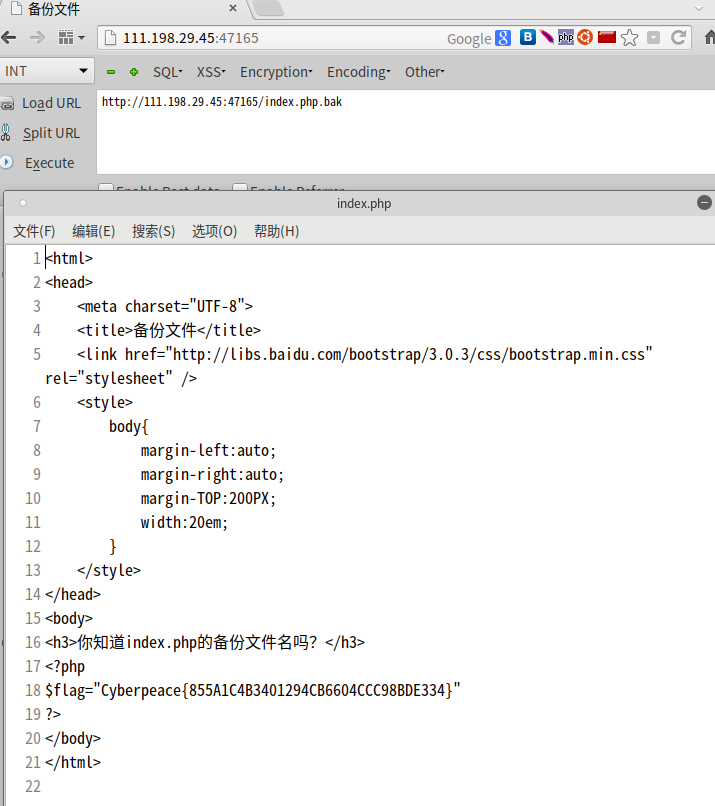 备份文件
111.198.29.45:47165
Google
INT
SQL
XSS
Encryption
Encoding
Other
Load URL
Split URL
Execute
http://111.198.29.45:47165/index.php.bak
Enable Post data
Enable Referrer
index.php
文件(F) 编辑(E) 搜索(S) 选项(O) 帮助(H)
1 <html>
2 <head>
3 <meta charset="UTF-8">
4 <title>备份文件</title>
5 <link href="http://libs.baidu.com/bootstrap/3.0.3/css/bootstrap.min.css"
rel="stylesheet" />
6 <style>
7 body{
8 margin-left:auto;
9 margin-right:auto;
10 margin-TOP:200PX;
11 width:20em;
12 }
13 </style>
14 </head>
15 <body>
16 <h3>你知道index.php的备份文件名吗？</h3>
17 <?php
18 $flag="Cyberpeace{855A1C4B3401294CB6604CCC98BDE334}"
19 ?>
20 </body>
21 </html>
22